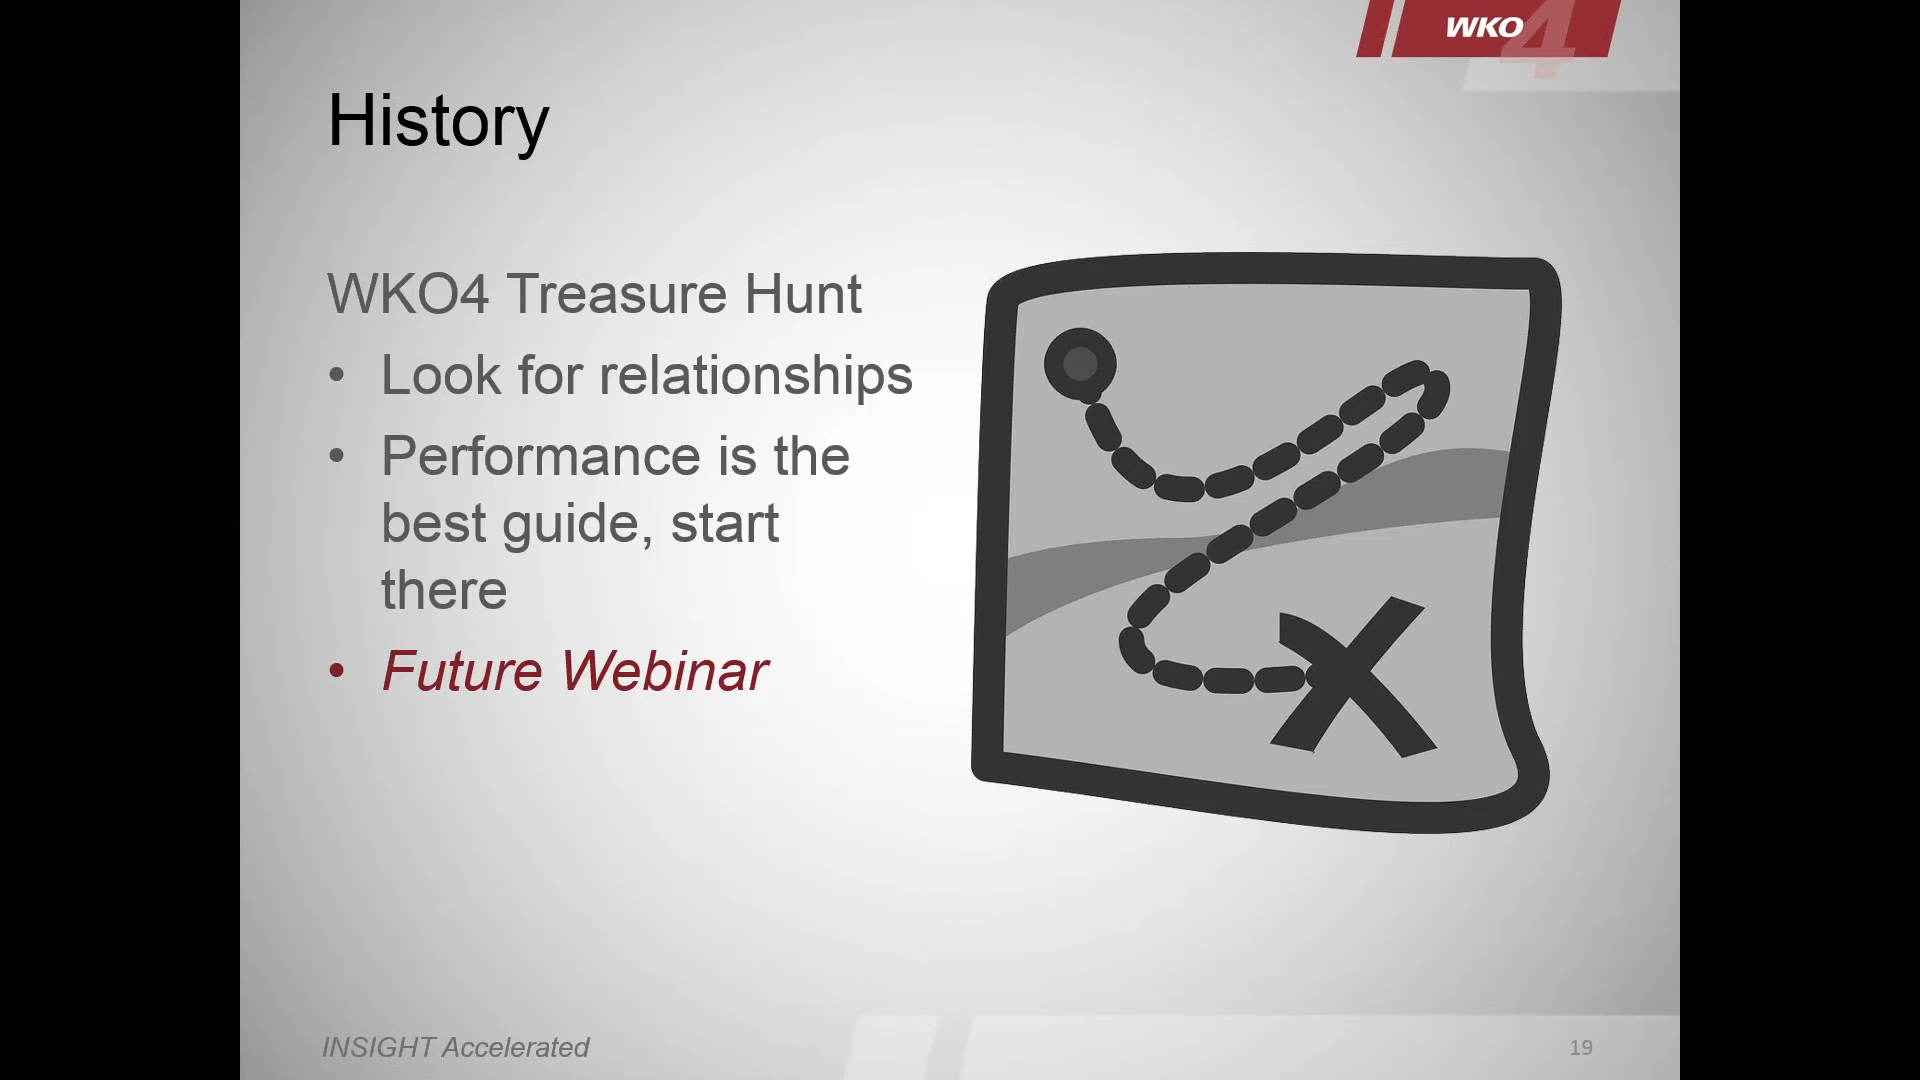 WKO4
History
WKO4 Treasure Hunt
• Look for relationships
• Performance is the
best guide, start
there
• Future Webinar
INSIGHT Accelerated
19